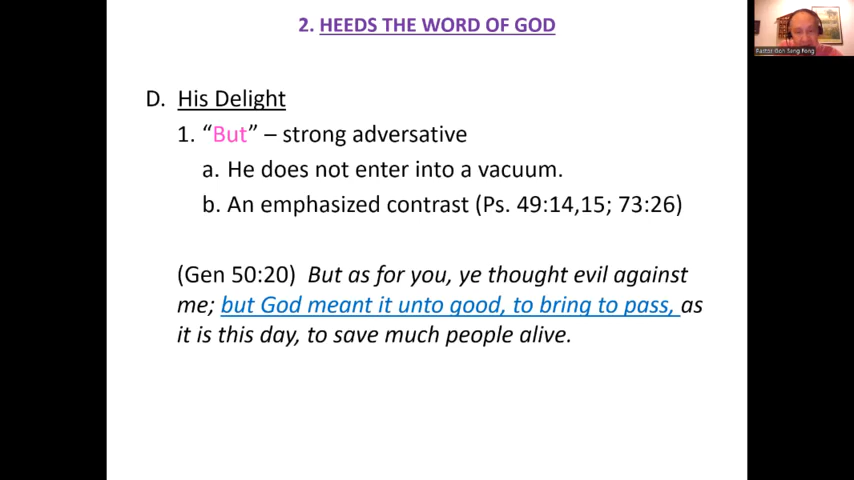 2. HEEDS THE WORD OF GOD
D. His Delight
1. “But” – strong adversative
a. He does not enter into a vacuum.
b. An emphasized contrast (Ps. 49:14,15; 73:26)
(Gen 50:20) But as for you, ye thought evil against
me; but God meant it unto good, to bring to pass, as
it is this day, to save much people alive.